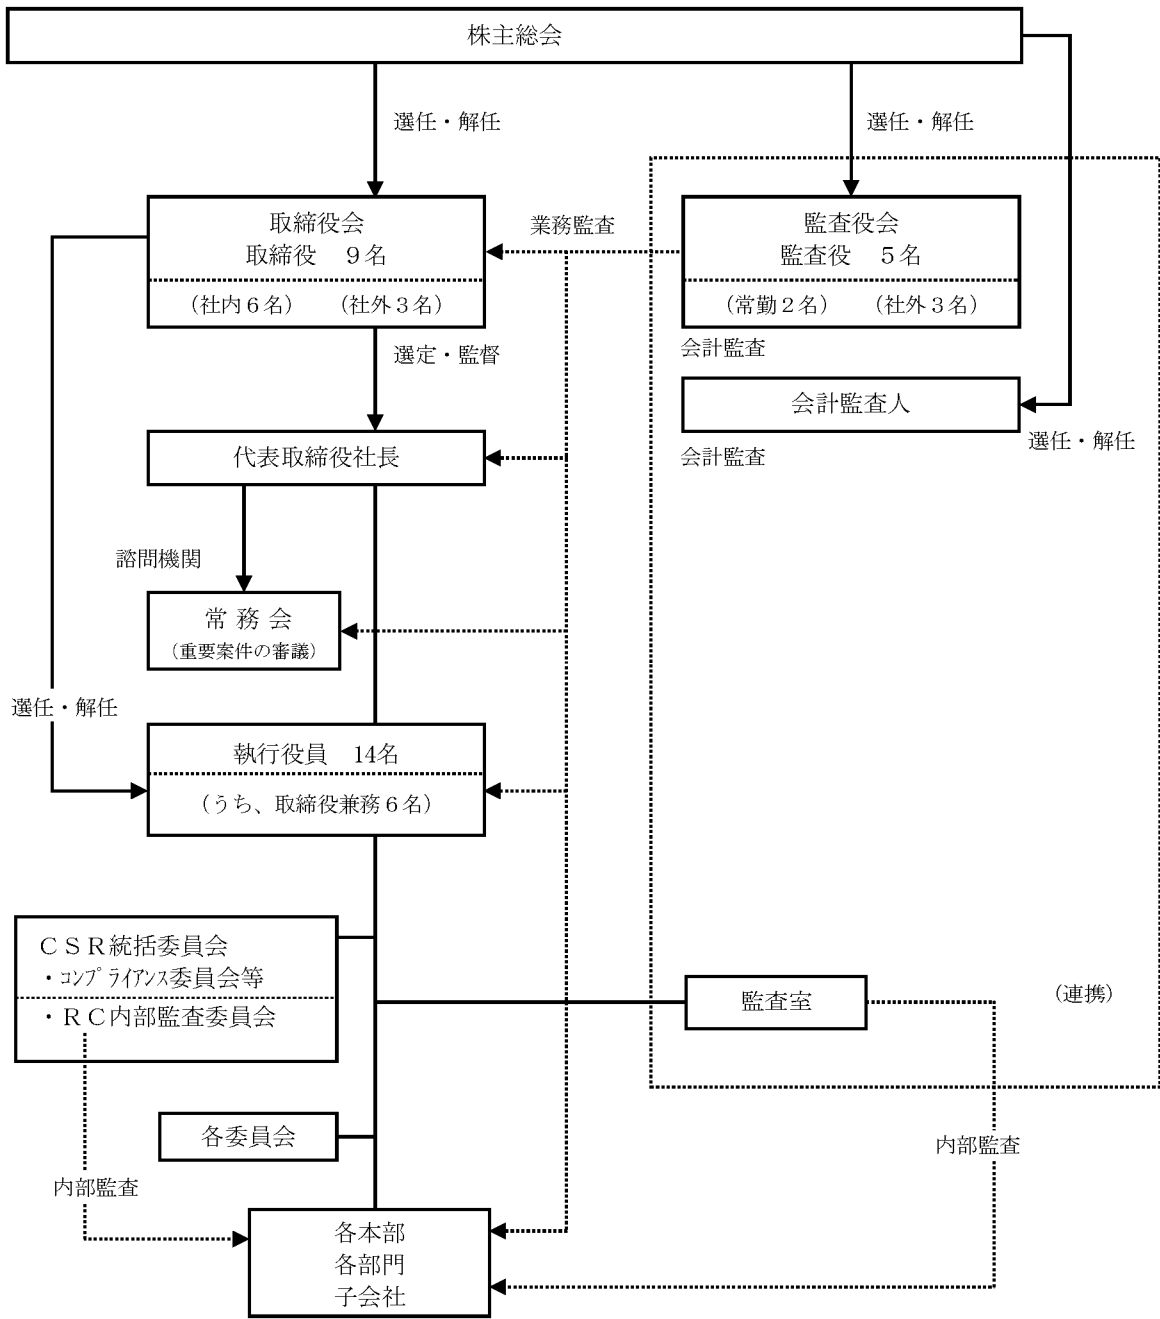 株主総会
選任・解任
選任・解任
取締役会
取締役　９名
（社内６名）　（社外３名）
業務監査
監査役会
監査役　５名
（常勤２名）　（社外３名）
会計監査
選定・監督
会計監査人
選任・解任
会計監査
代表取締役社長
諮問機関
常 務 会
（重要案件の審議）
選任・解任
執行役員　14名
（うち、取締役兼務６名）
ＣＳＲ統括委員会
・ｺﾝﾌﾟﾗｲｱﾝｽ委員会等
・ＲＣ内部監査委員会
監査室
（連携）
各委員会
内部監査
内部監査
各本部
各部門
子会社